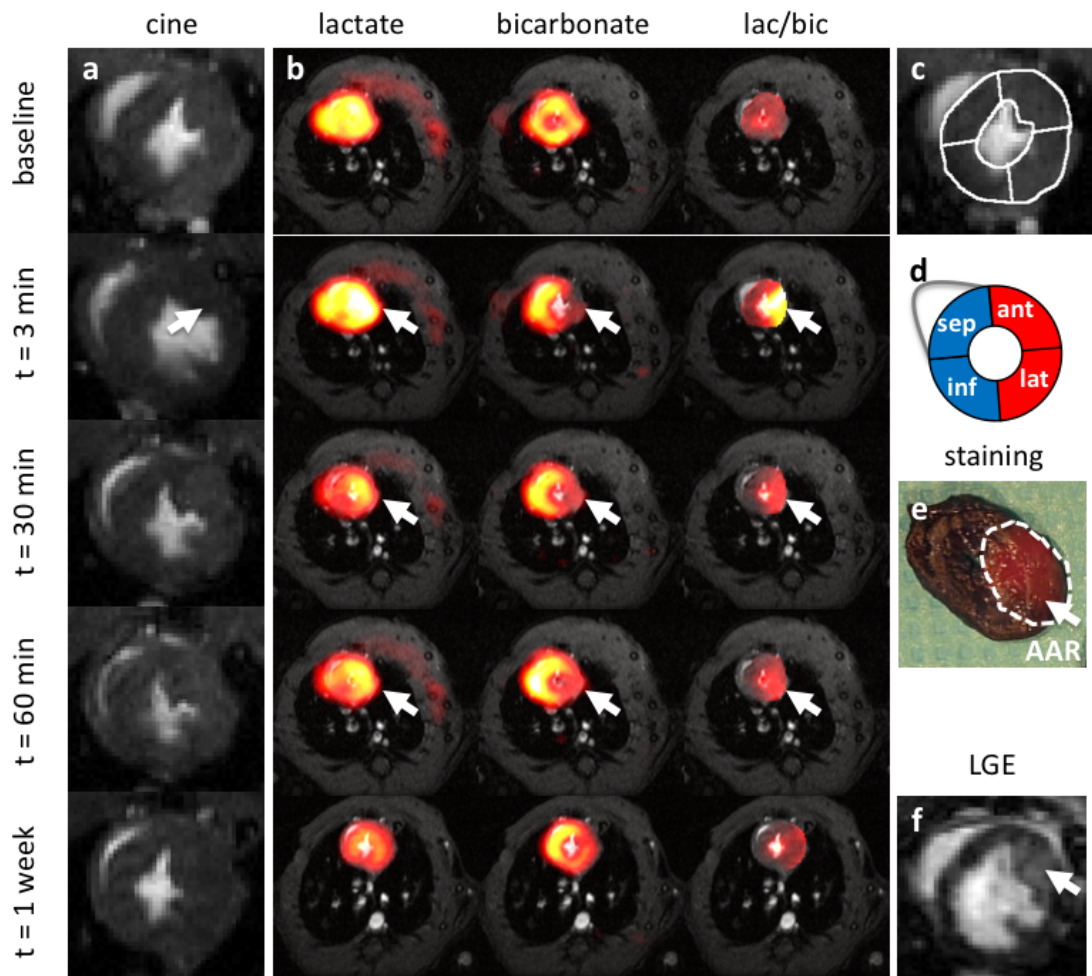 cine lactate bicarbonate lac/bic
baseline
a
b
c
t = 3 min
d
sep
ant
inf
lat
t = 30 min
staining
e
AAR
t = 60 min
LGE
t = 1 week
f